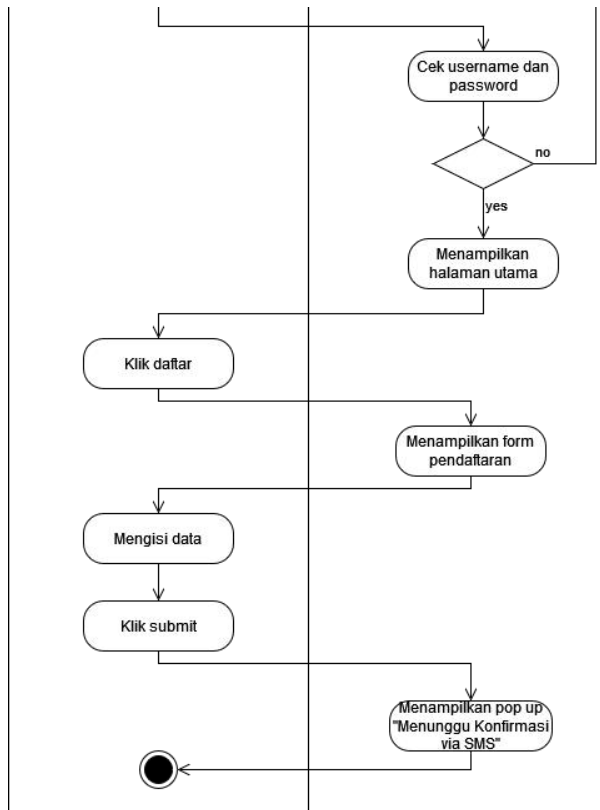 Cek username dan
password
no
yes
Menampilkan
halaman utama
Klik daftar
Menampilkan form
pendaftaran
Mengisi data
Klik submit
Menampilkan pop up
"Menunggu Konfirmasi
via SMS"